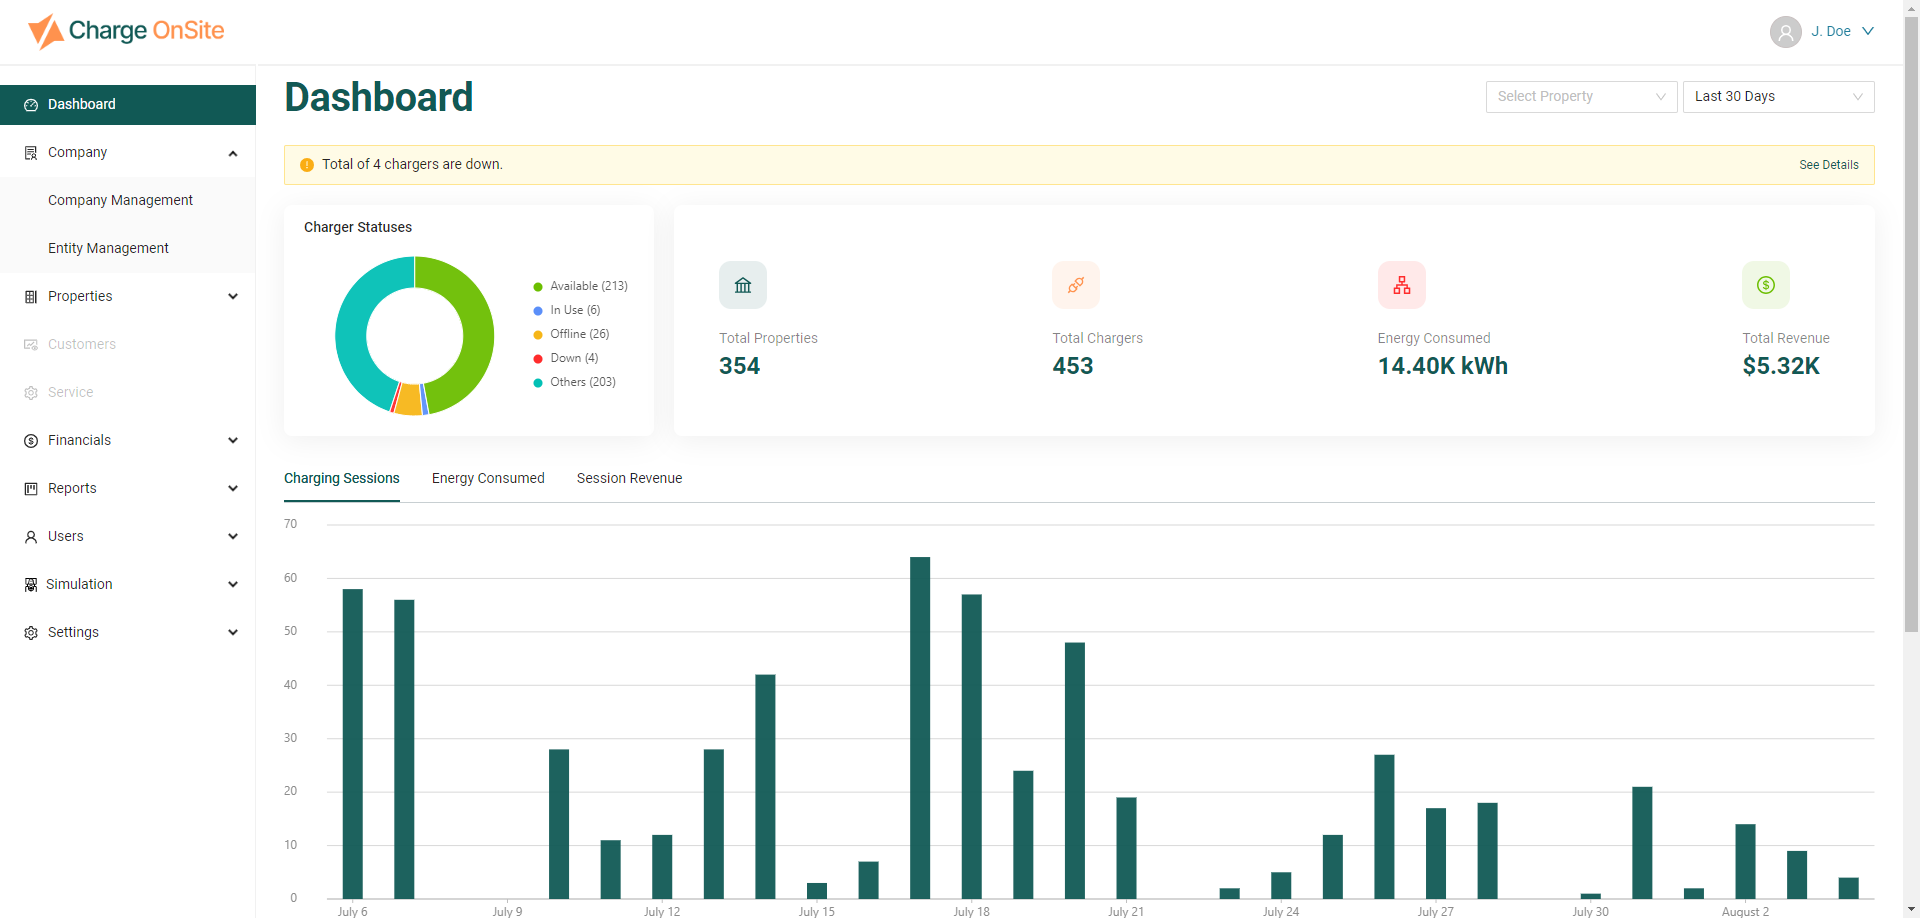 Charge OnSite
J. Doe
Dashboard
Company
Company Management
Entity Management
Properties
Customers
Service
Financials
Reports
Users
Simulation
Settings
Dashboard
Select Property
Last 30 Days
Total of 4 chargers are down.
See Details
Charger Statuses
Available (213)
In Use (6)
Offline (26)
Down (4)
Others (203)
Total Properties
354
Total Chargers
453
Energy Consumed
14.40K kWh
Total Revenue
$5.32K
Charging Sessions
Energy Consumed
Session Revenue
70
60
50
40
30
20
10
0
July 6
July 9
July 12
July 15
July 18
July 21
July 24
July 27
July 30
August 2